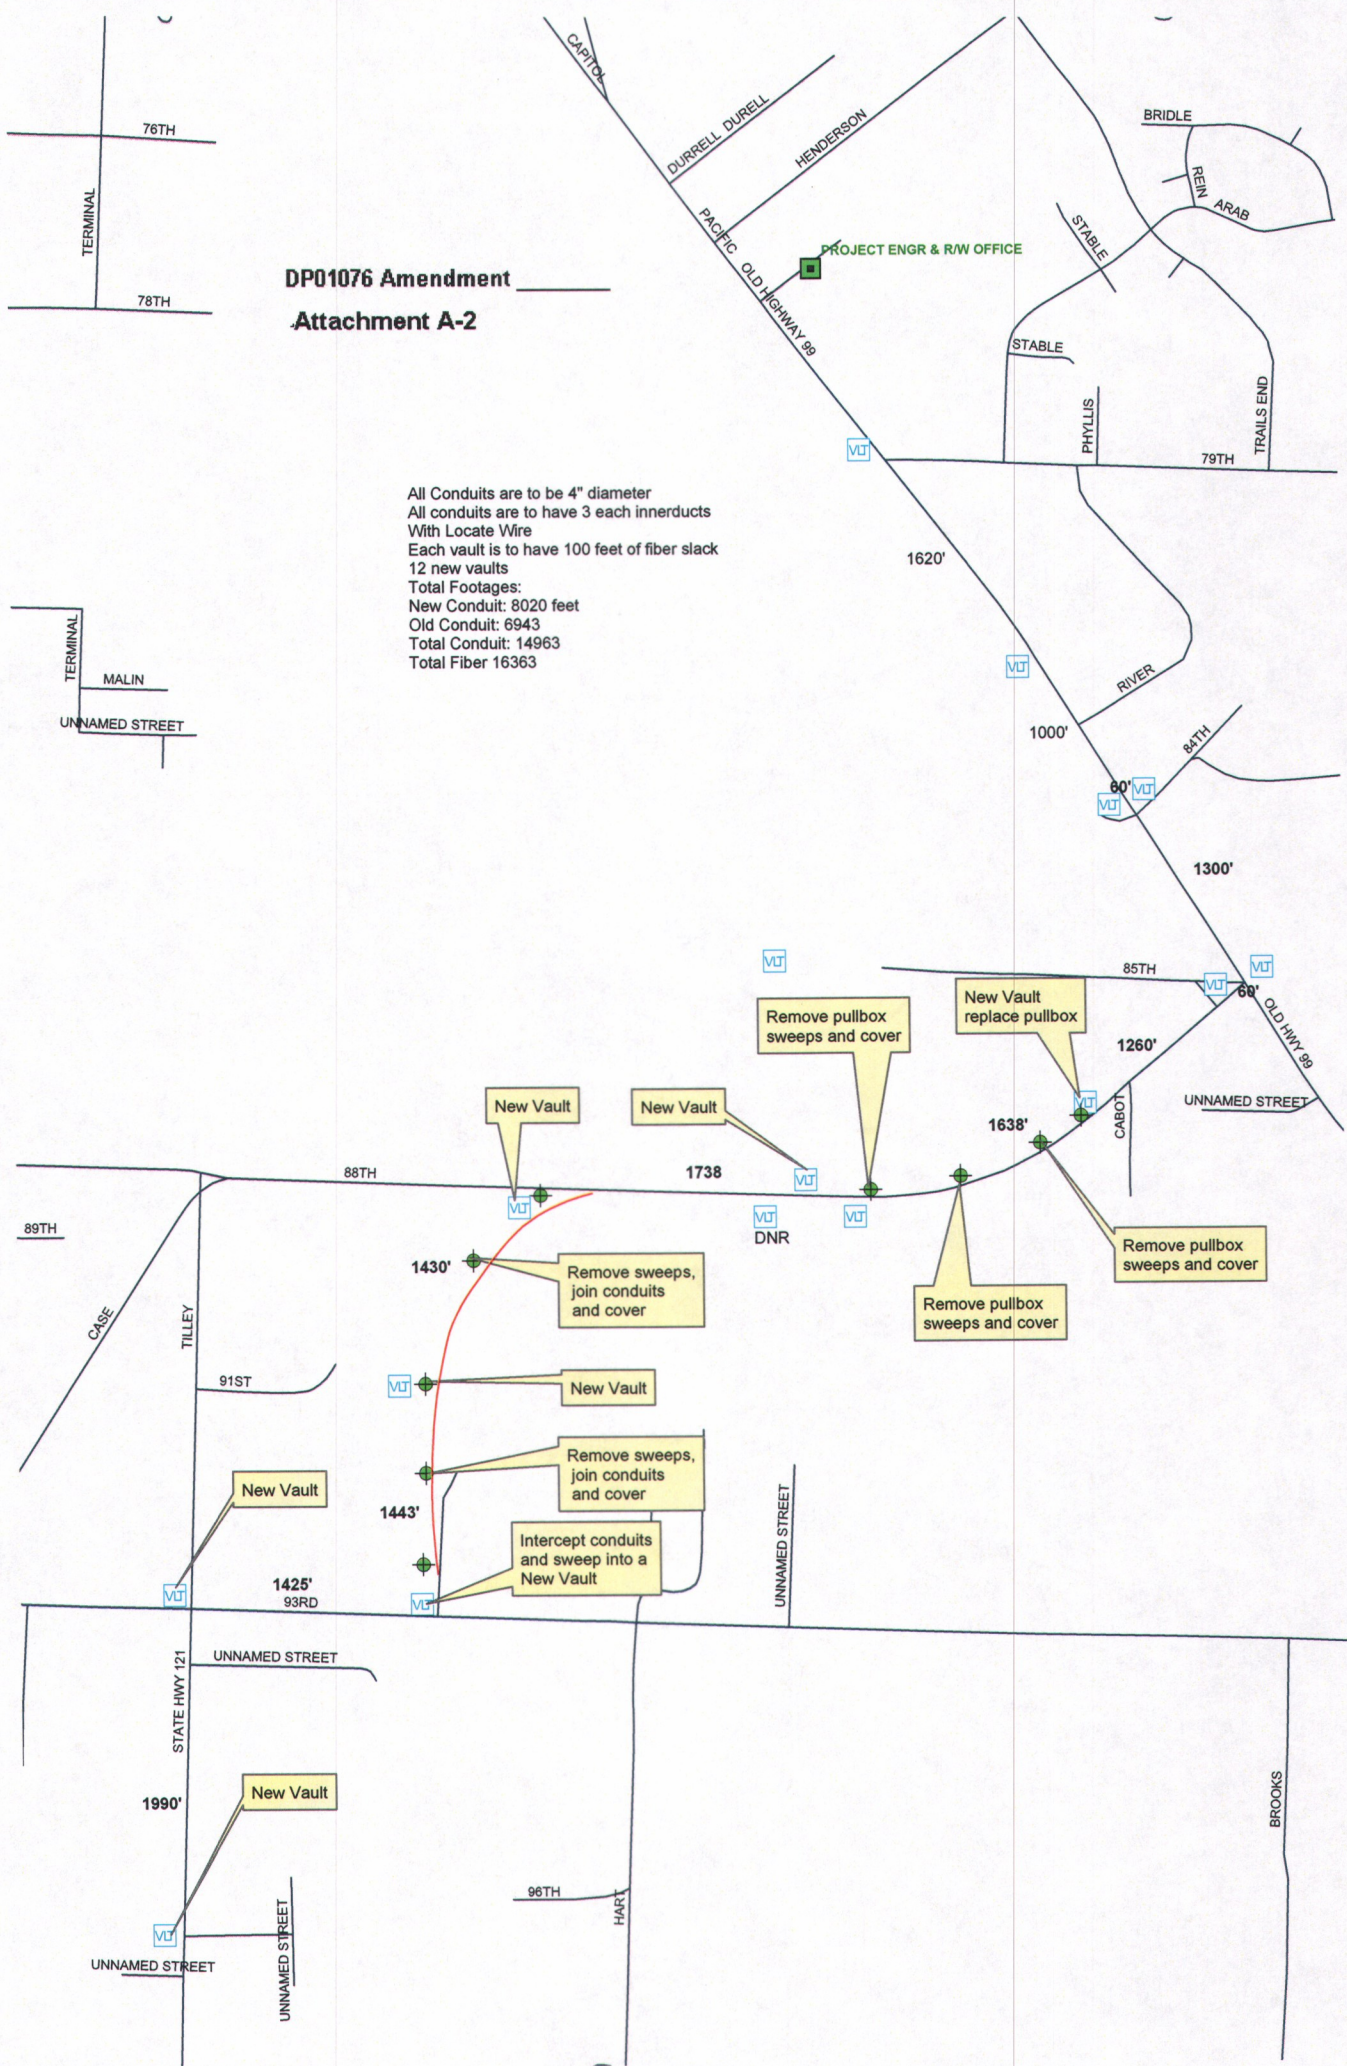 CAPITOL
DURRELL DURELL
HENDERSON
BRIDLE
76TH
REIN
ARAB
TERMINAL
STABLE
PACIFIC OLD HIGHWAY 99
PROJECT ENGR & R/W OFFICE
DP01076 Amendment
78TH
Attachment A-2
STABLE
PHYLLIS
TRAILS END
VLT
79TH
All Conduits are to be 4" diameter
All conduits are to have 3 each innerducts
With Locate Wire
Each vault is to have 100 feet of fiber slack
12 new vaults
Total Footages:
New Conduit: 8020 feet
Old Conduit: 6943
Total Conduit: 14963
Total Fiber 16363
1620'
TERMINAL
MALIN
UNNAMED STREET
VLT
RIVER
1000'
84TH
60'
VLT
VLT
1300'
VLT
85TH
VLT
VLT
60'
OLD HWY 99
New Vault
replace pullbox
Remove pullbox
sweeps and cover
1260'
VLT
New Vault
New Vault
1638'
CABOT
UNNAMED STREET
88TH
1738
VLT
VLT
VLT
VLT
DNR
89TH
1430'
Remove sweeps,
join conduits
and cover
Remove pullbox
sweeps and cover
Remove pullbox
sweeps and cover
CASE
TILLEY
91ST
VLT
New Vault
Remove sweeps,
join conduits
and cover
New Vault
1443'
UNNAMED STREET
Intercept conduits
and sweep into a
New Vault
VLT
1425'
93RD
VLT
STATE HWY 121
UNNAMED STREET
New Vault
1990'
BROOKS
96TH
HART
VLT
UNNAMED STREET
UNNAMED STREET